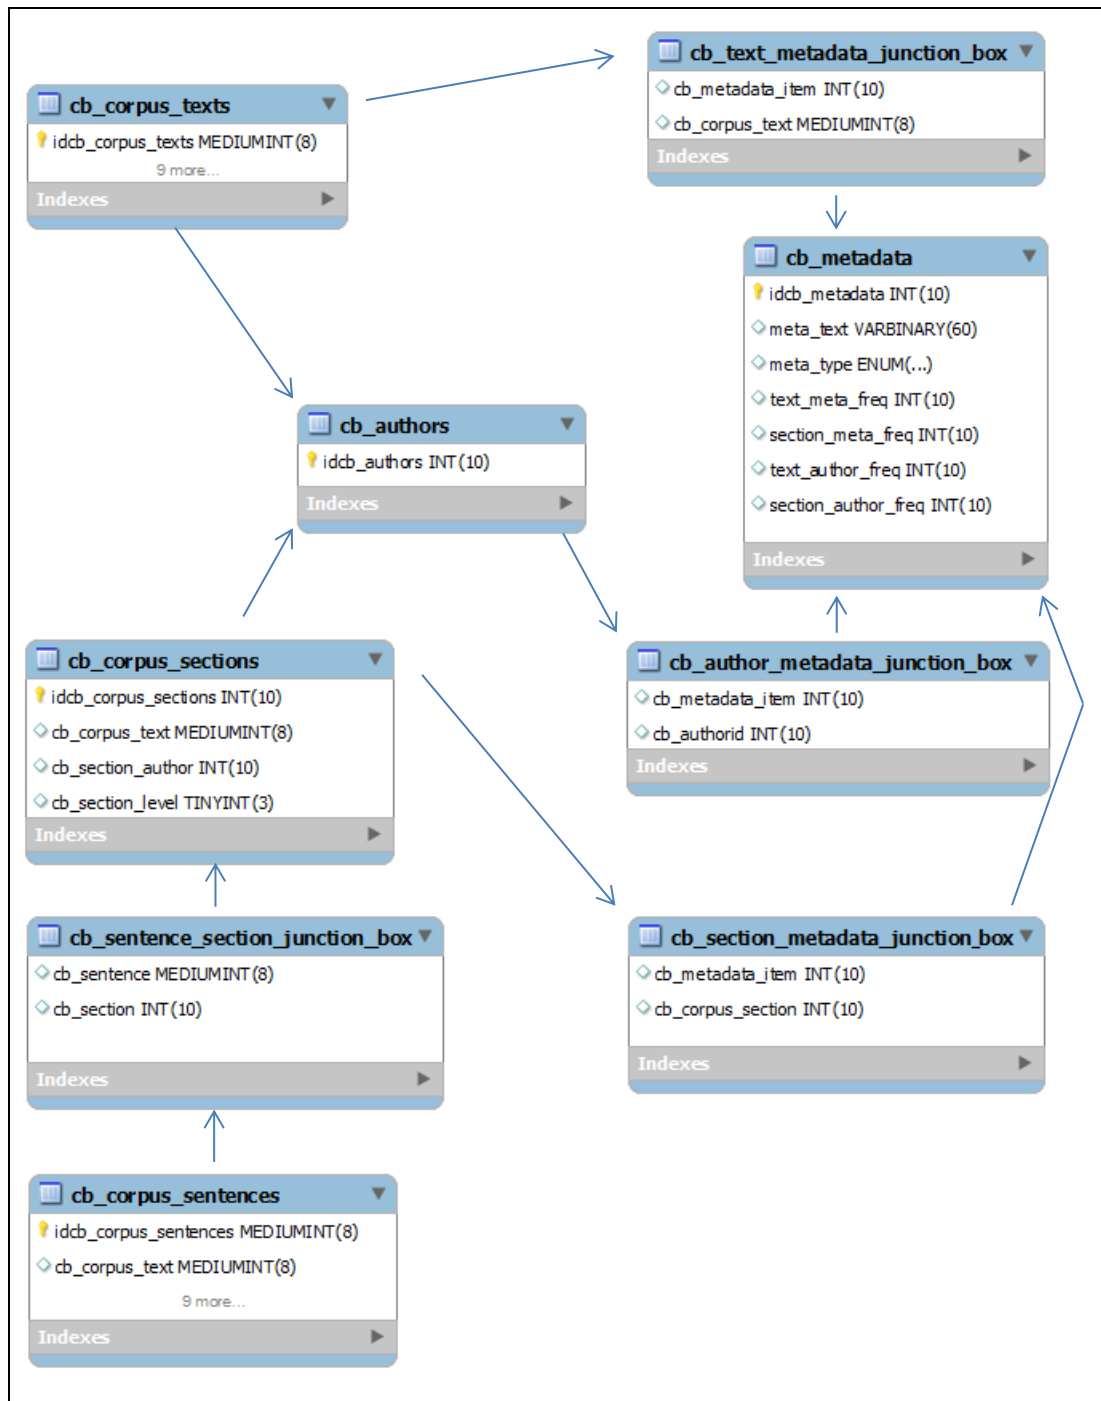 cb_text_metadata_junction_box
cb_metadata_item INT(10)
cb_corpus_text MEDIUMINT(8)
Indexes
cb_corpus_texts
idcb_corpus_texts MEDIUMINT(8)
9 more...
Indexes
cb_metadata
idcb_metadata INT(10)
meta_text VARBINARY(60)
meta_type ENUM(...)
text_meta_freq INT(10)
section_meta_freq INT(10)
text_author_freq INT(10)
section_author_freq INT(10)
Indexes
cb_authors
idcb_authors INT(10)
Indexes
cb_corpus_sections
idcb_corpus_sections INT(10)
cb_corpus_text MEDIUMINT(8)
cb_section_author INT(10)
cb_section_level TINYINT(3)
Indexes
cb_author_metadata_junction_box
cb_metadata_item INT(10)
cb_authorid INT(10)
Indexes
cb_sentence_section_junction_box
cb_sentence MEDIUMINT(8)
cb_section INT(10)
Indexes
cb_section_metadata_junction_box
cb_metadata_item INT(10)
cb_corpus_section INT(10)
Indexes
cb_corpus_sentences
idcb_corpus_sentences MEDIUMINT(8)
cb_corpus_text MEDIUMINT(8)
9 more...
Indexes